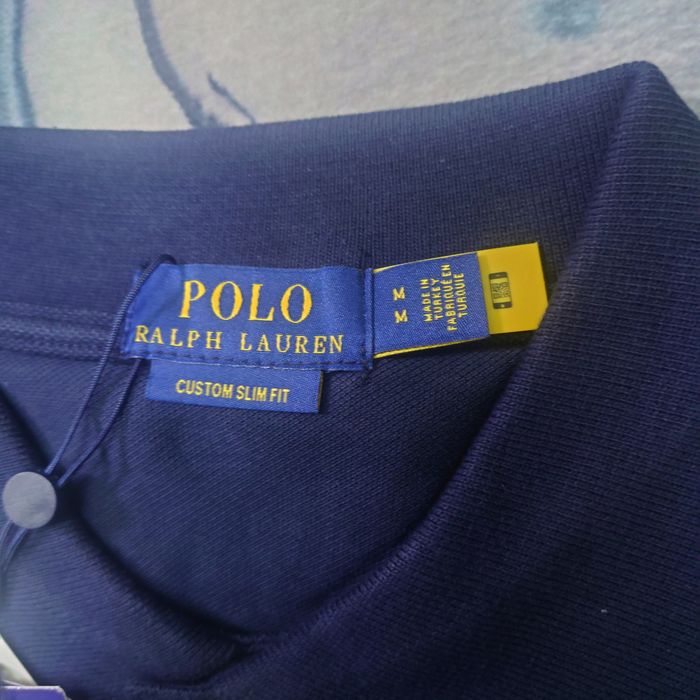 POLO
RALPH LAUREN
CUSTOM SLIM FIT
M
M
MADE IN
TURKEY
FABRIQUÉ EN
TURQUIE